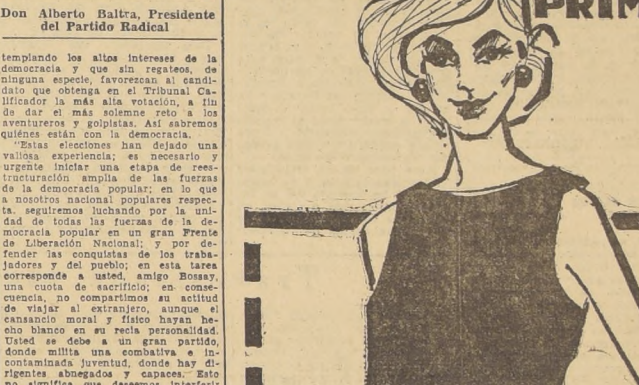 Don Alberto Baltra, Presidente
del Partido Radical
templando los altos intereses de la
democracia y que sin regateos, de
ninguna especie, favorezcan al candi-
dato que obtenga en el Tribunal Ca-
lificador la más alta votación, a fin
de dar el más solemne reto a los
aventureros y golpistas. Así sabremos
quiénes están con la democracia.
"Estas elecciones han dejado una
valiosa experiencia; es necesario y
urgente iniciar una etapa de rees-
tructuración amplia de las fuerzas
de la democracia popular; en lo que
a nosotros nacional populares respec-
ta, seguiremos luchando por la uni-
dad de todas las fuerzas de la de-
mocracia popular en un gran Frente
de Liberación Nacional; y por de-
fender las conquistas de los traba-
jadores y del pueblo; en esta tarea
corresponde a usted, amigo Bossay,
una cuota de sacrificio; en conse-
cuencia, no compartimos su actitud
de viajar al extranjero, aunque el
cansancio moral y físico hayan he-
cho blanco en su recia personalidad.
Usted se debe a un gran partido,
donde milita una combativa e in-
contaminada juventud, donde hay di-
rigentes abnegados y capaces. Esto
no significa que deseemos interferir
PRIM